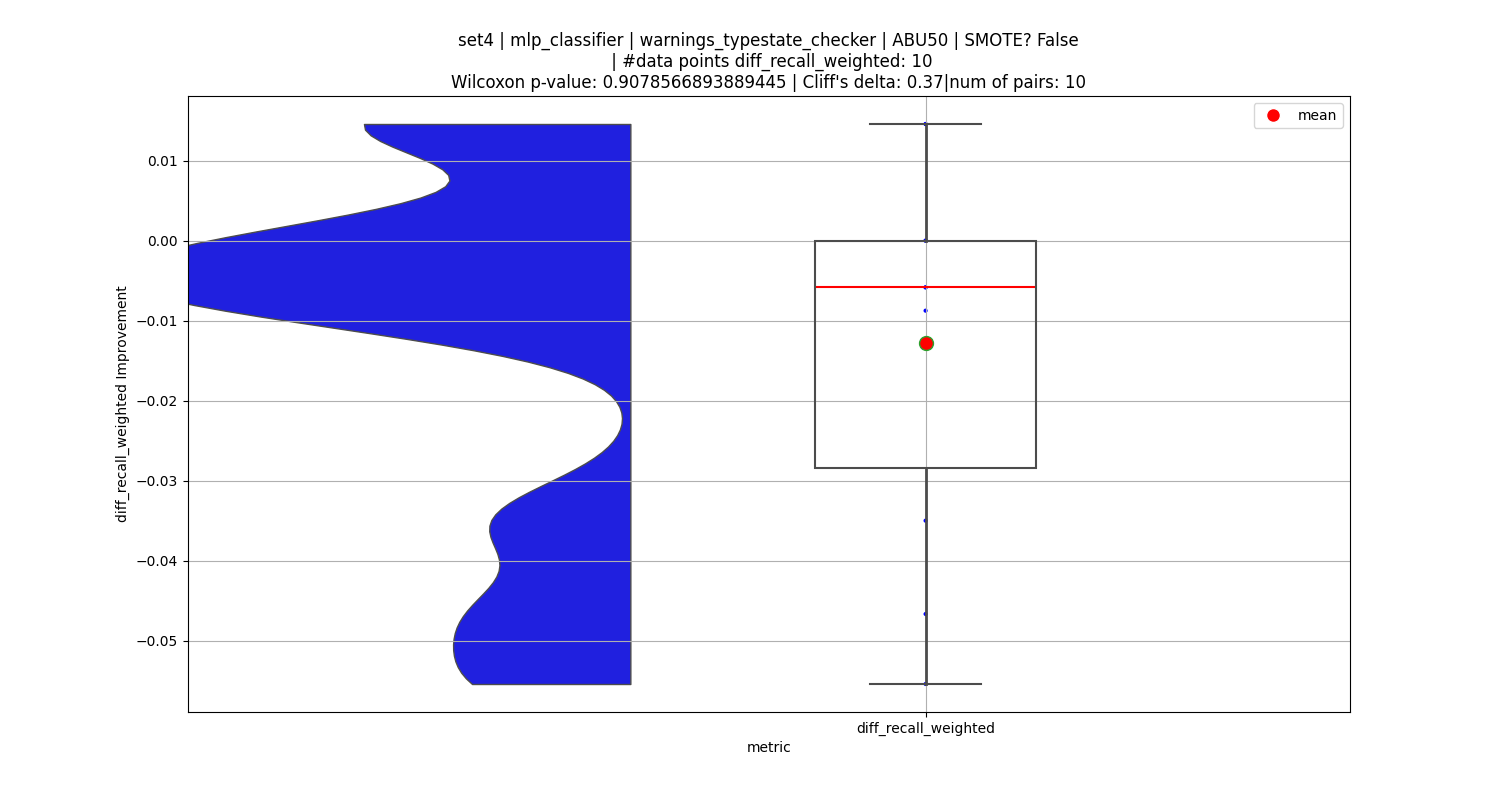 set4 | mlp_classifier | warnings_typestate_checker | ABU50 | SMOTE? False
| #data points diff_recall_weighted: 10
Wilcoxon p-value: 0.9078566893889445 | Cliff's delta: 0.37|num of pairs: 10
mean
0.01
0.00
−0.01
−0.02
−0.03
−0.04
−0.05
diff_recall_weighted Improvement
diff_recall_weighted
metric